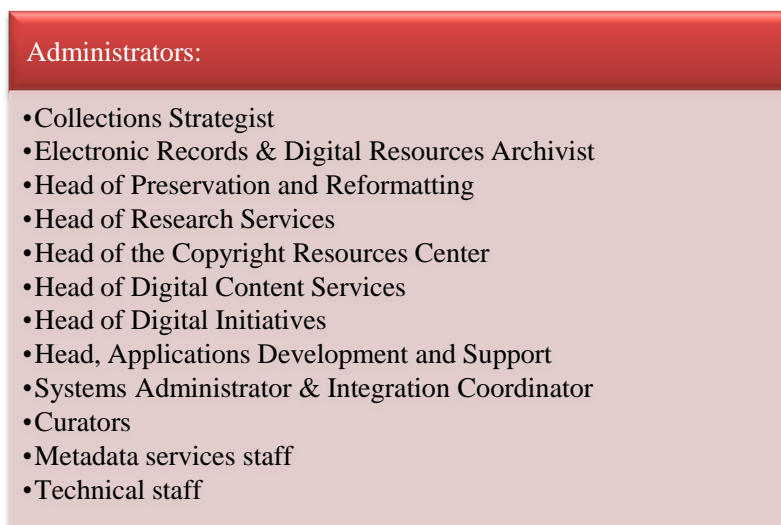 Administrators:
•Collections Strategist
•Electronic Records & Digital Resources Archivist
•Head of Preservation and Reformatting
•Head of Research Services
•Head of the Copyright Resources Center
•Head of Digital Content Services
•Head of Digital Initiatives
•Head, Applications Development and Support
•Systems Administrator & Integration Coordinator
•Curators
•Metadata services staff
•Technical staff